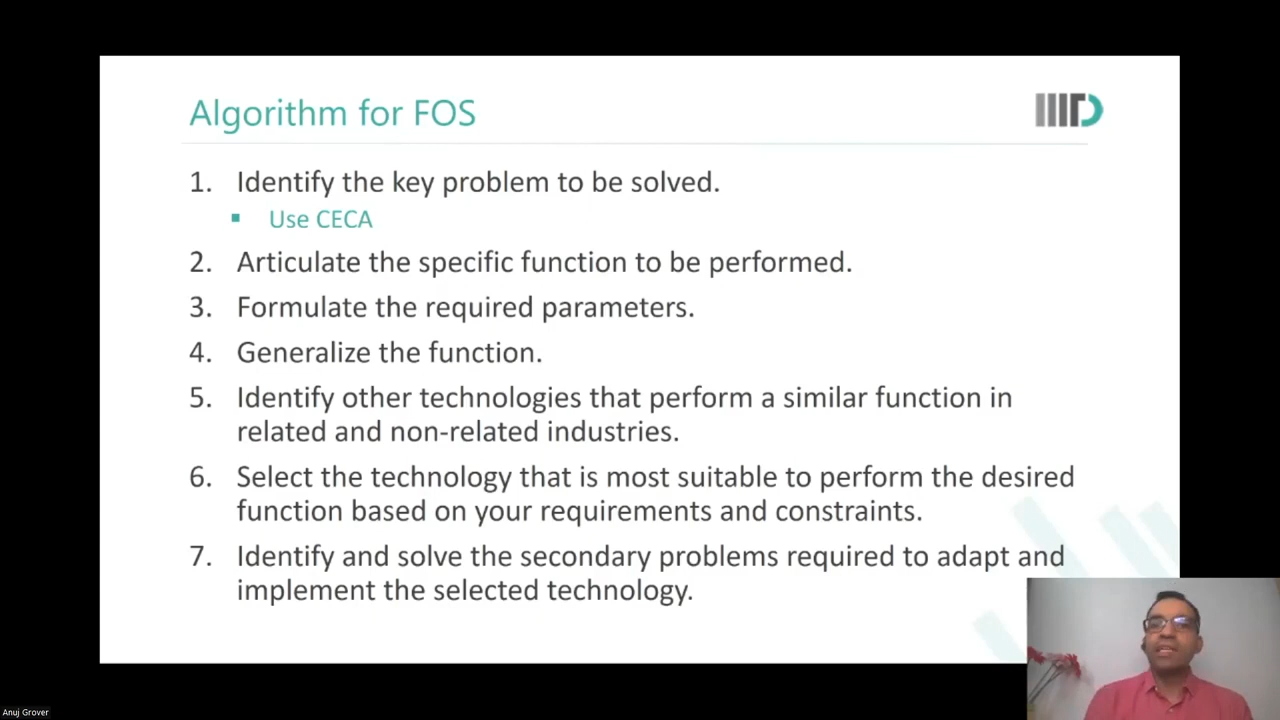 Algorithm for FOS
IIITD
1. Identify the key problem to be solved.
▪ Use CECA
2. Articulate the specific function to be performed.
3. Formulate the required parameters.
4. Generalize the function.
5. Identify other technologies that perform a similar function in
related and non-related industries.
6. Select the technology that is most suitable to perform the desired
function based on your requirements and constraints.
7. Identify and solve the secondary problems required to adapt and
implement the selected technology.
Anuj Grover